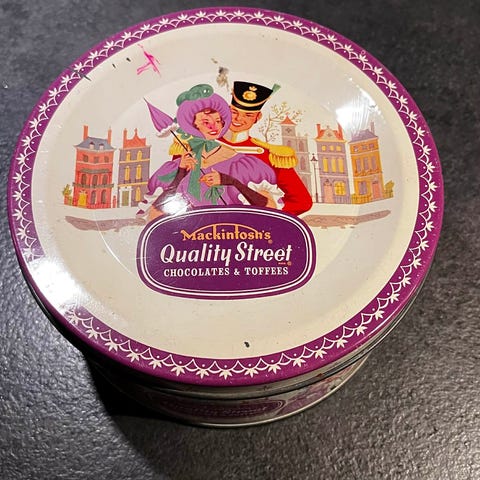 Mackintosh's
Quality Street
CHOCOLATES & TOFFEES